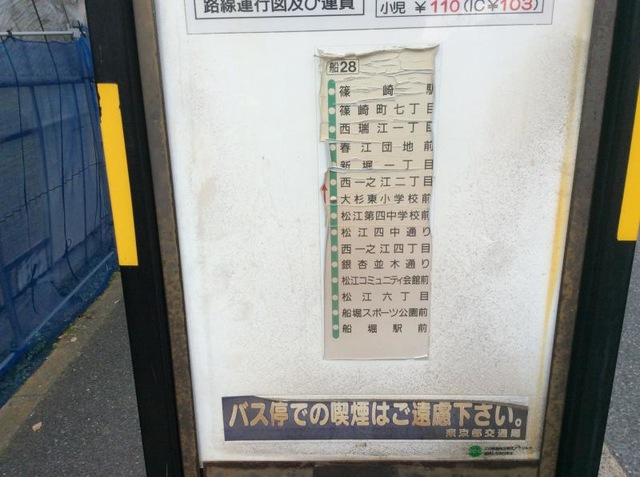 路線運行図及び運賃
小児 ¥110(IC¥103)
船28
篠崎駅
篠崎町七丁目
西瑞江一丁目
春江団地前
新堀一丁目
西一之江二丁目
大杉東小学校前
松江第四中学校前
松江四中通り
西一之江四丁目
銀杏並木通り
松江コミュニティ会館前
松江六丁目
船堀スポーツ公園前
船堀駅前
バス停での喫煙はご遠慮下さい。
東京都交通局